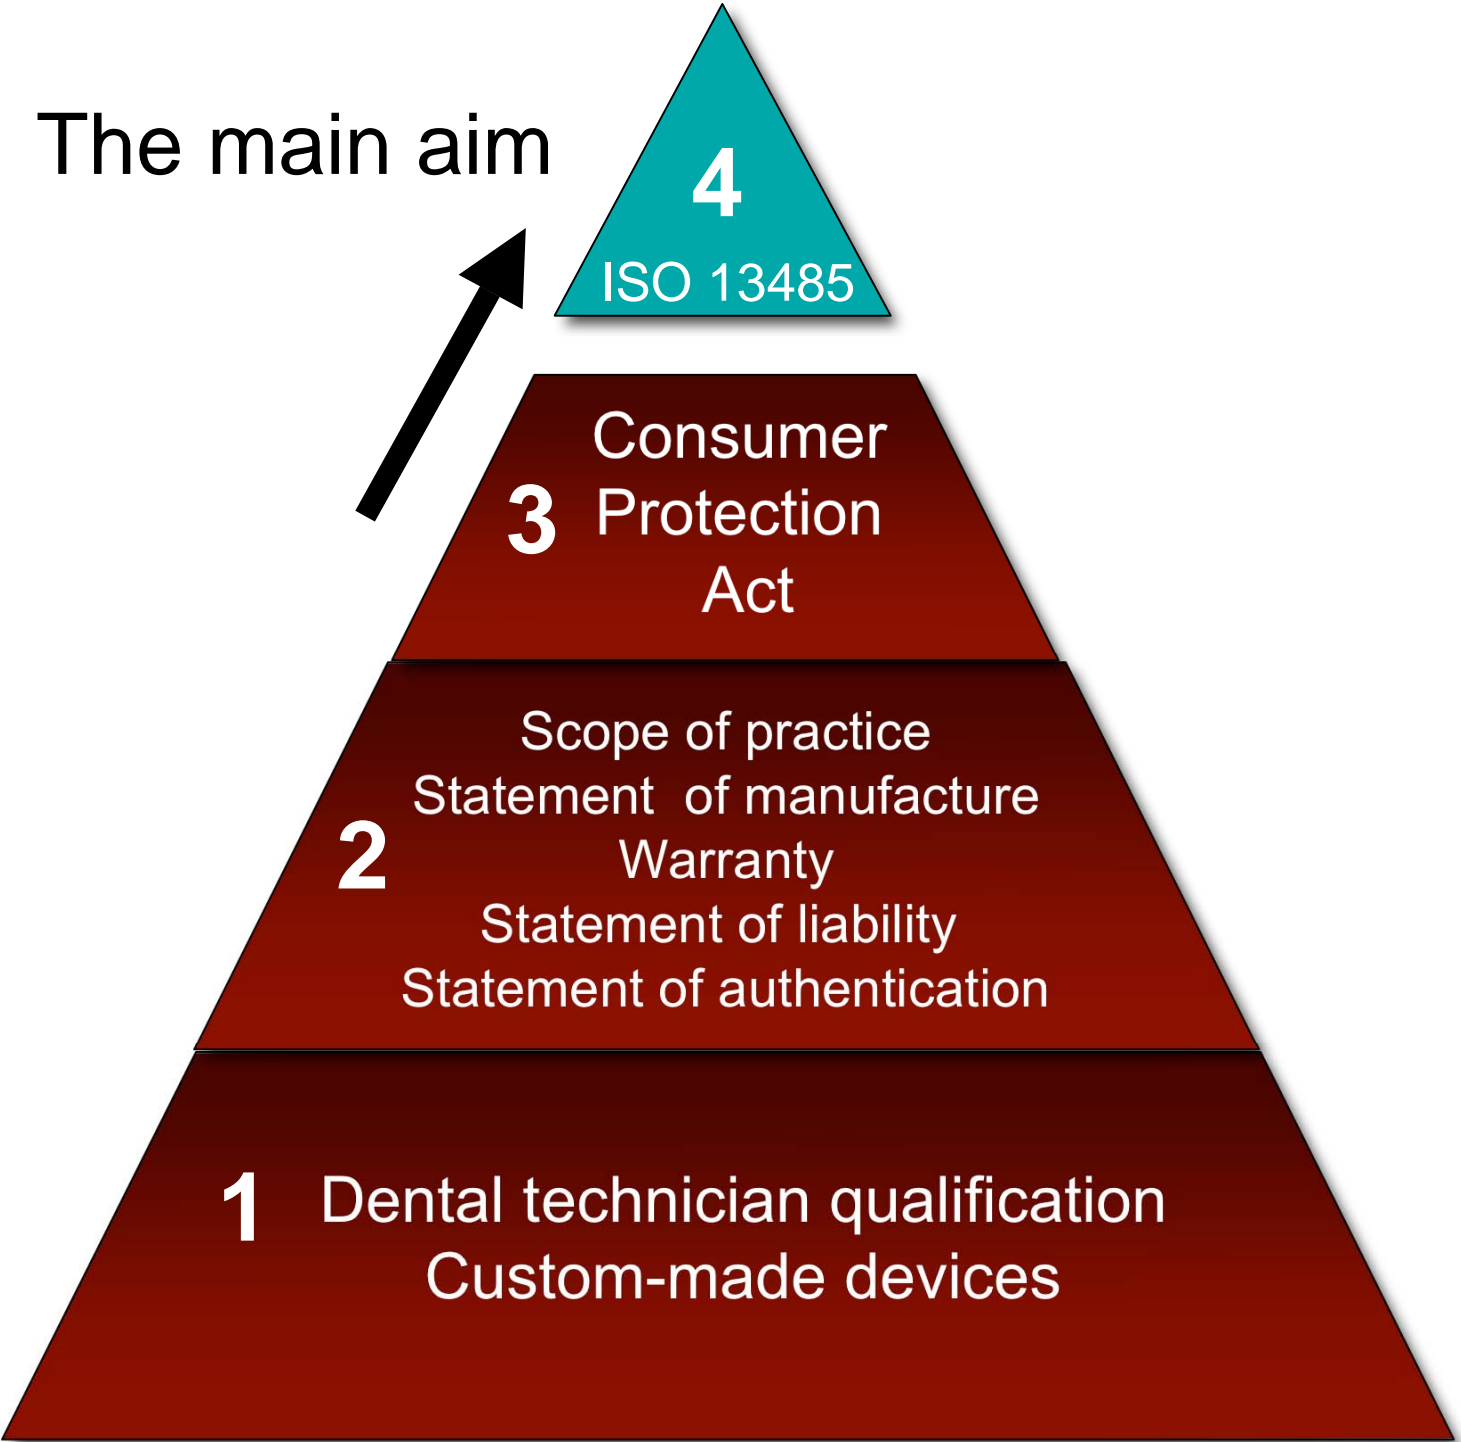 The main aim
4
ISO 13485
Consumer
3 Protection
Act
Scope of practice
Statement of manufacture
2 Warranty
Statement of liability
Statement of authentication
1 Dental technician qualification
Custom-made devices